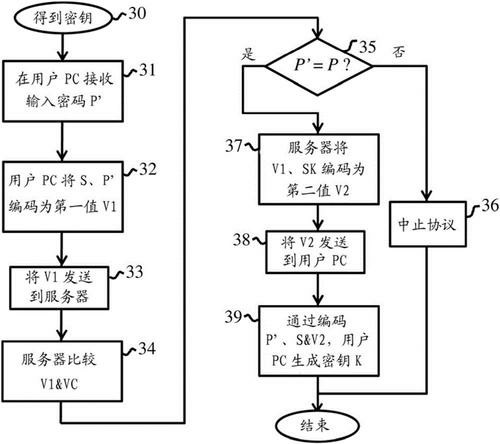 得到密钥
30
31
在用户 PC 接收
输入密码 P'
32
用户 PC 将 S、P'
编码为第一值 V1
33
将 V1 发送
到服务器
34
服务器比较
V1&VC
35
P'=P ?
是
否
37
服务器将
V1、SK 编码为
第二值 V2
36
中止协议
38
将 V2 发送
到用户 PC
39
通过编码
P'、S&V2，用户
PC 生成密钥 K
结束